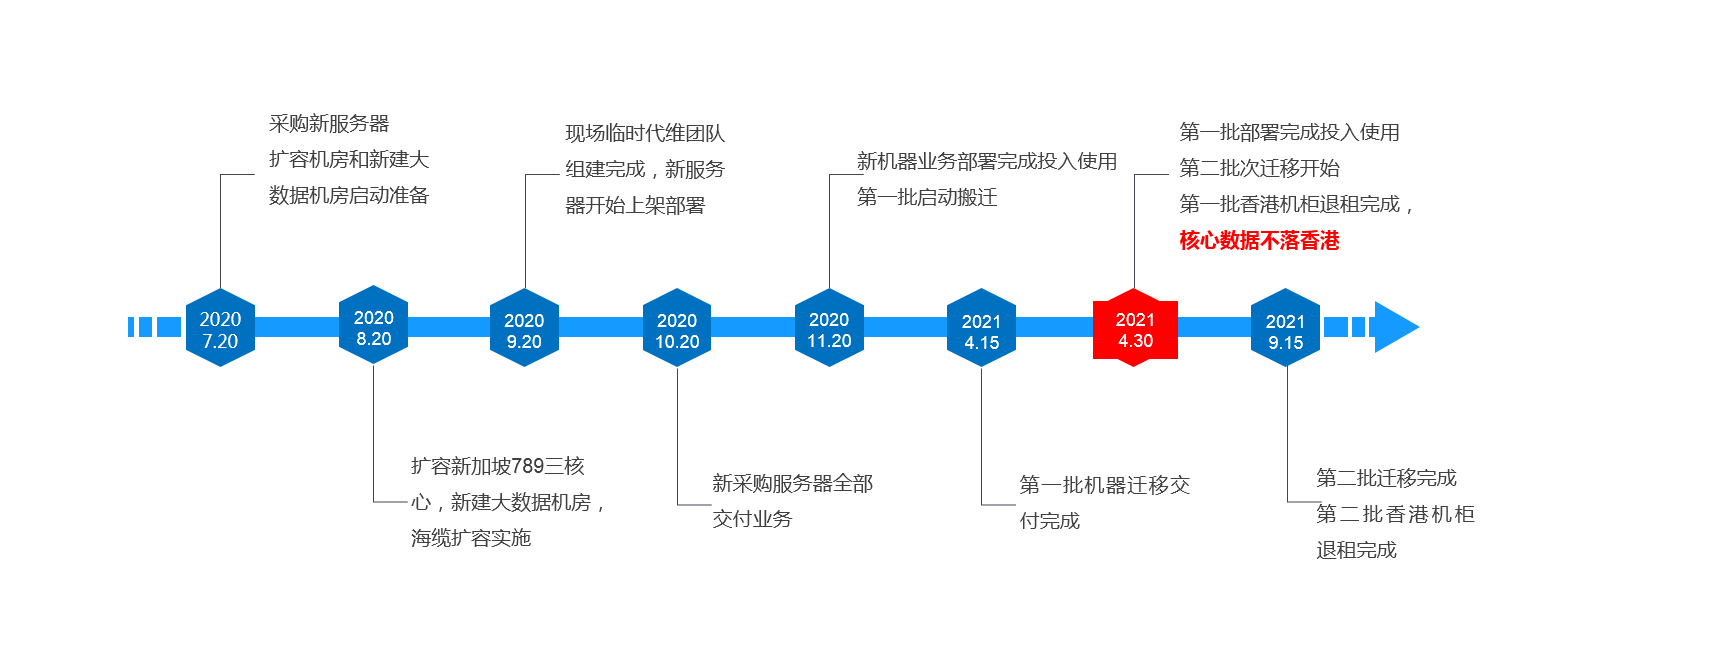 采购新服务器
扩容机房和新建大
数据机房启动准备
现场临时代维团队
组建完成，新服务
器开始上架部署
新机器业务部署完成投入使用
第一批启动搬迁
第一批部署完成投入使用
第二批次迁移开始
第一批香港机柜退租完成，
核心数据不落香港
2020
7.20
2020
8.20
2020
9.20
2020
10.20
2020
11.20
2021
4.15
2021
4.30
2021
9.15
扩容新加坡789三核
心，新建大数据机房，
海缆扩容实施
新采购服务器全部
交付业务
第一批机器迁移交
付完成
第二批迁移完成
第二批香港机柜
退租完成